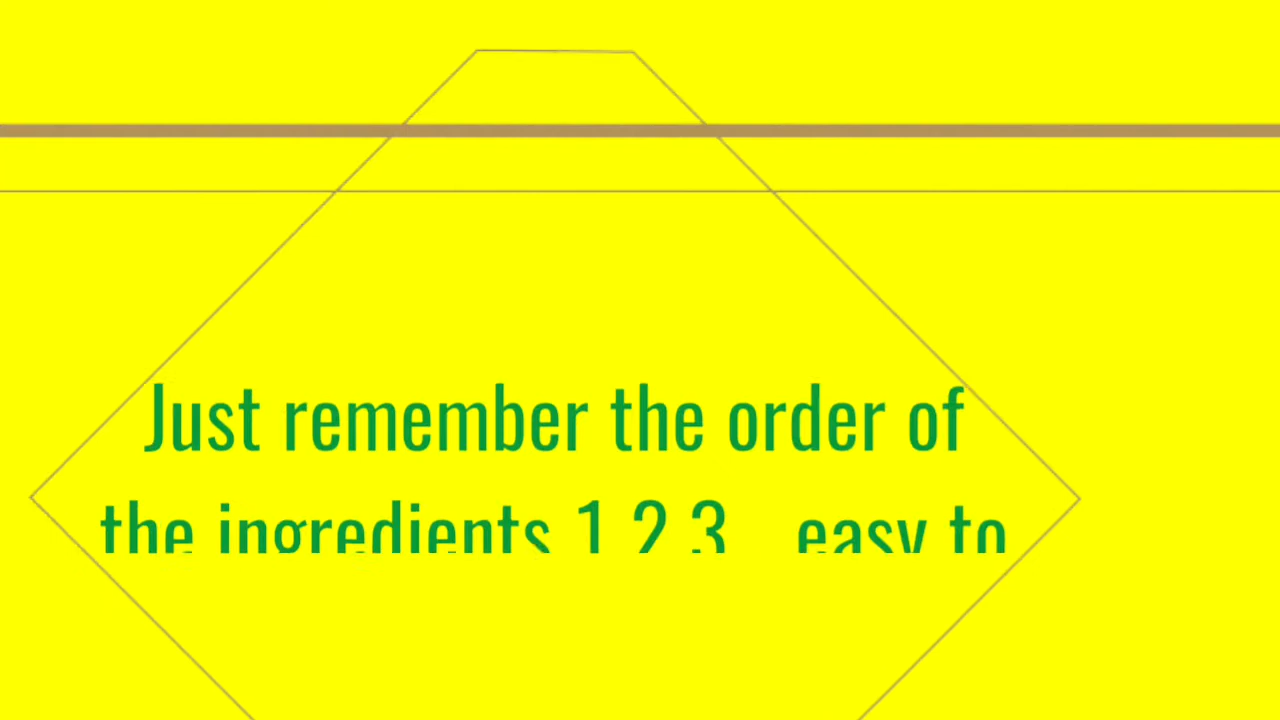 Just remember the order of
the ingredients 1 2 3 easy to